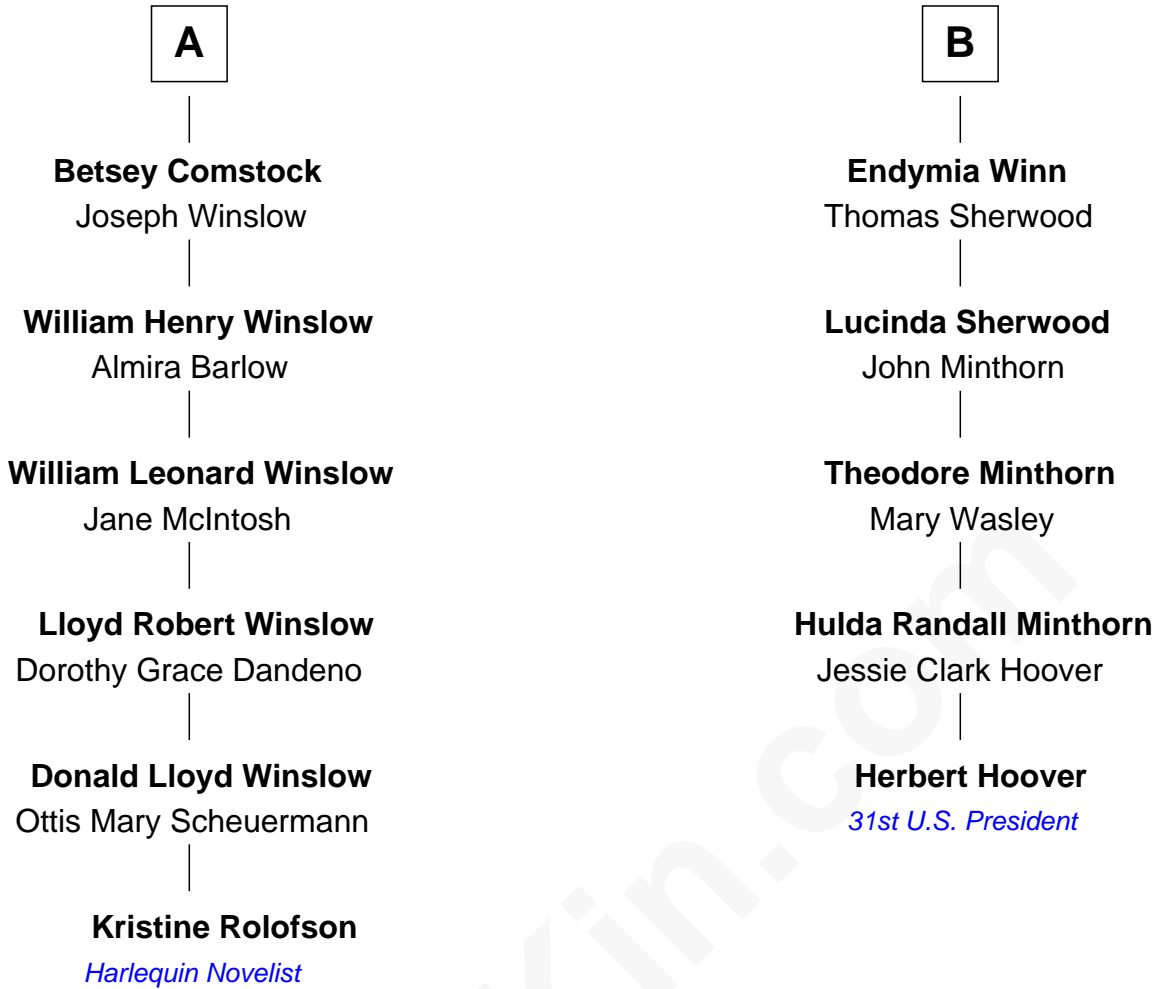 A
Betsey Comstock
Joseph Winslow
William Henry Winslow
Almira Barlow
William Leonard Winslow
Jane McIntosh
Lloyd Robert Winslow
Dorothy Grace Dandeno
Donald Lloyd Winslow
Ottis Mary Scheuermann
Kristine Rolofson
Harlequin Novelist
B
Endymia Winn
Thomas Sherwood
Lucinda Sherwood
John Minthorn
Theodore Minthorn
Mary Wasley
Hulda Randall Minthorn
Jessie Clark Hoover
Herbert Hoover
31st U.S. President
Kin.com